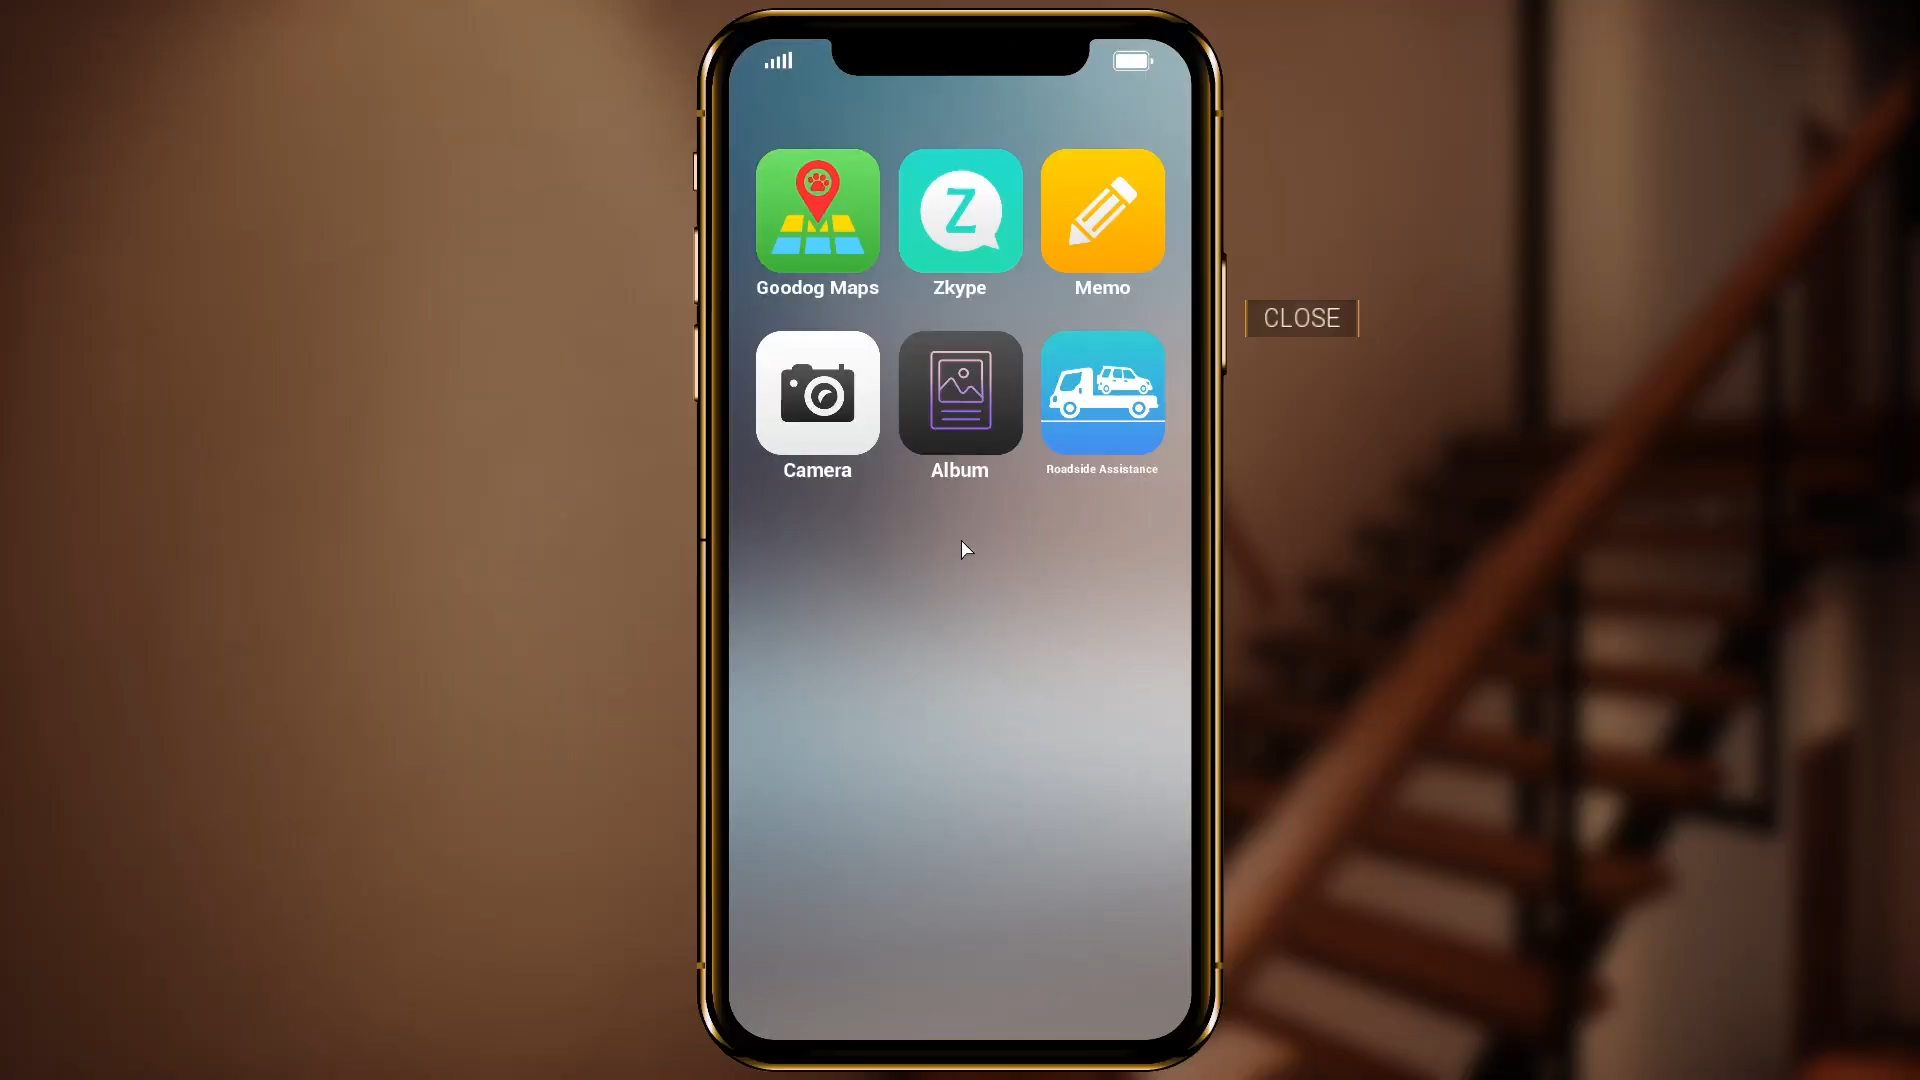 Goodog Maps
Z
Zkype
Memo
CLOSE
Camera
Album
Roadside Assistance